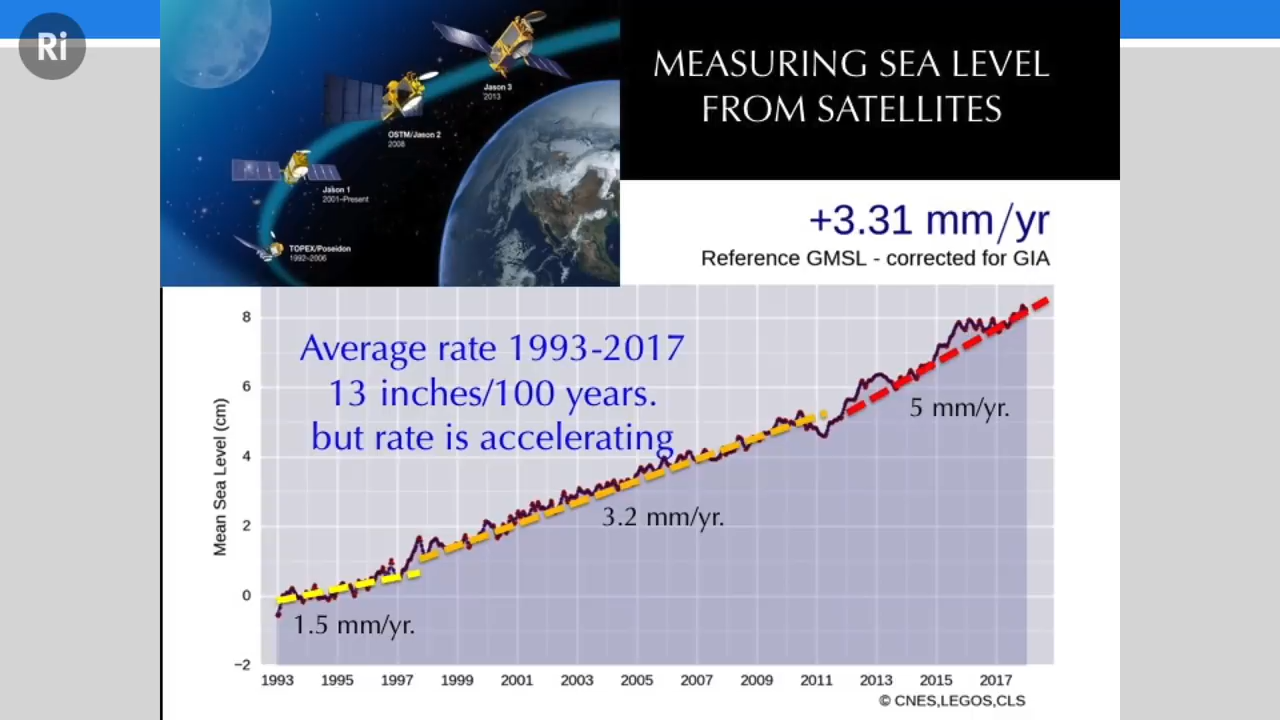 Ri
MEASURING SEA LEVEL
FROM SATELLITES
Jason 3
2013
OSTM/Jason 2
2008
Jason 1
2001-Present
TOPEX/Poseidon
1992-2006
+3.31 mm/yr
Reference GMSL - corrected for GIA
Average rate 1993-2017
13 inches/100 years.
but rate is accelerating
5 mm/yr.
3.2 mm/yr.
1.5 mm/yr.
Mean Sea Level (cm)
8
6
4
2
0
−2
1993 1995 1997 1999 2001 2003 2005 2007 2009 2011 2013 2015 2017
© CNES,LEGOS,CLS